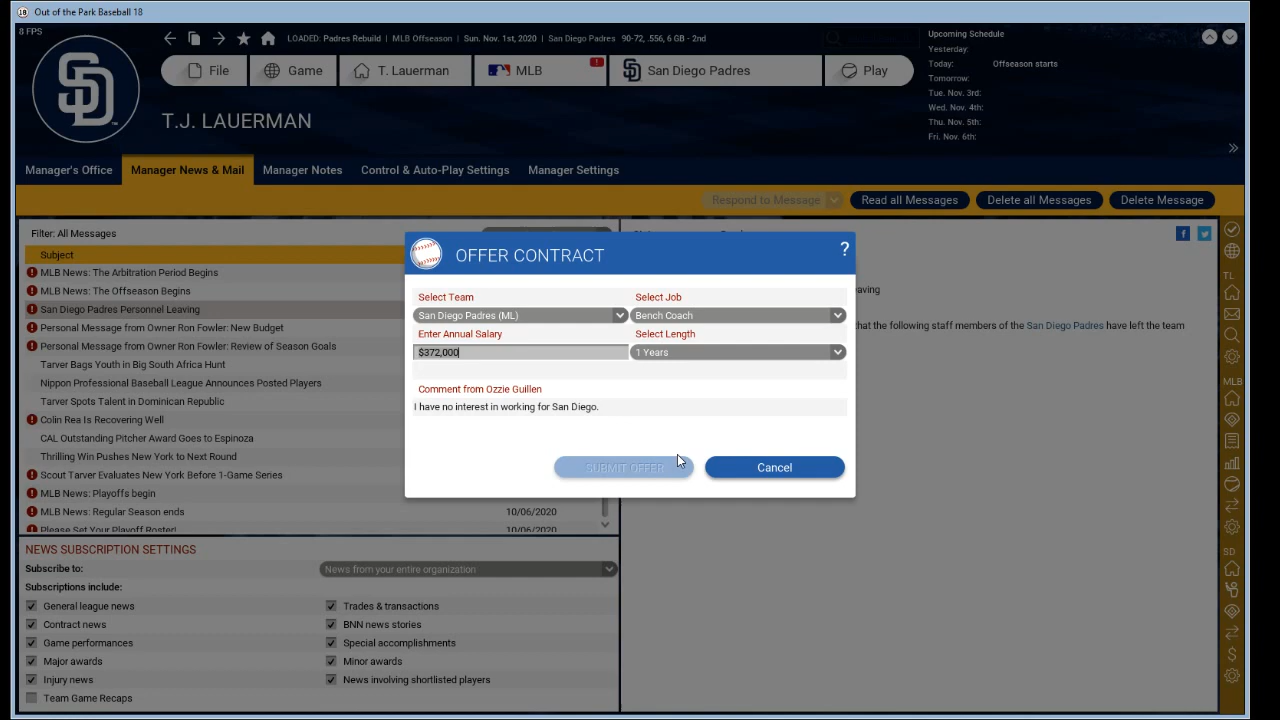 Out of the Park Baseball 18
8 FPS
LOADED: Padres Rebuild | MLB Offseason | Sun. Nov. 1st, 2020 | San Diego Padres 90-72, .556, 6 GB - 2nd
Upcoming Schedule
Yesterday:
Today: Offseason starts
Tomorrow:
Tue. Nov. 3rd:
Wed. Nov. 4th:
Thu. Nov. 5th:
Fri. Nov. 6th:
File
Game
T. Lauerman
MLB
San Diego Padres
Play
SD
T.J. LAUERMAN
Manager's Office
Manager News & Mail
Manager Notes
Control & Auto-Play Settings
Manager Settings
Respond to Message
Read all Messages
Delete all Messages
Delete Message
Filter: All Messages
Subject
MLB News: The Arbitration Period Begins
MLB News: The Offseason Begins
San Diego Padres Personnel Leaving
Personal Message from Owner Ron Fowler: New Budget
Personal Message from Owner Ron Fowler: Review of Season Goals
Tarver Bags Youth in Big South Africa Hunt
Nippon Professional Baseball League Announces Posted Players
Tarver Spots Talent in Dominican Republic
Colin Rea Is Recovering Well
CAL Outstanding Pitcher Award Goes to Espinoza
Thrilling Win Pushes New York to Next Round
Scout Tarver Evaluates New York Before 1-Game Series
MLB News: Playoffs begin
MLB News: Regular Season ends 10/06/2020
Please Set Your Playoff Roster! 10/06/2020
OFFER CONTRACT
?
Select Team
Select Job
San Diego Padres (ML)
Bench Coach
Enter Annual Salary
Select Length
$372,000
1 Years
Comment from Ozzie Guillen
I have no interest in working for San Diego.
SUBMIT OFFER
Cancel
aving
that the following staff members of the San Diego Padres have left the team
NEWS SUBSCRIPTION SETTINGS
Subscribe to: News from your entire organization
Subscriptions include:
General league news
Trades & transactions
Contract news
BNN news stories
Game performances
Special accomplishments
Major awards
Minor awards
Injury news
News involving shortlisted players
Team Game Recaps
TL
MLB
SD